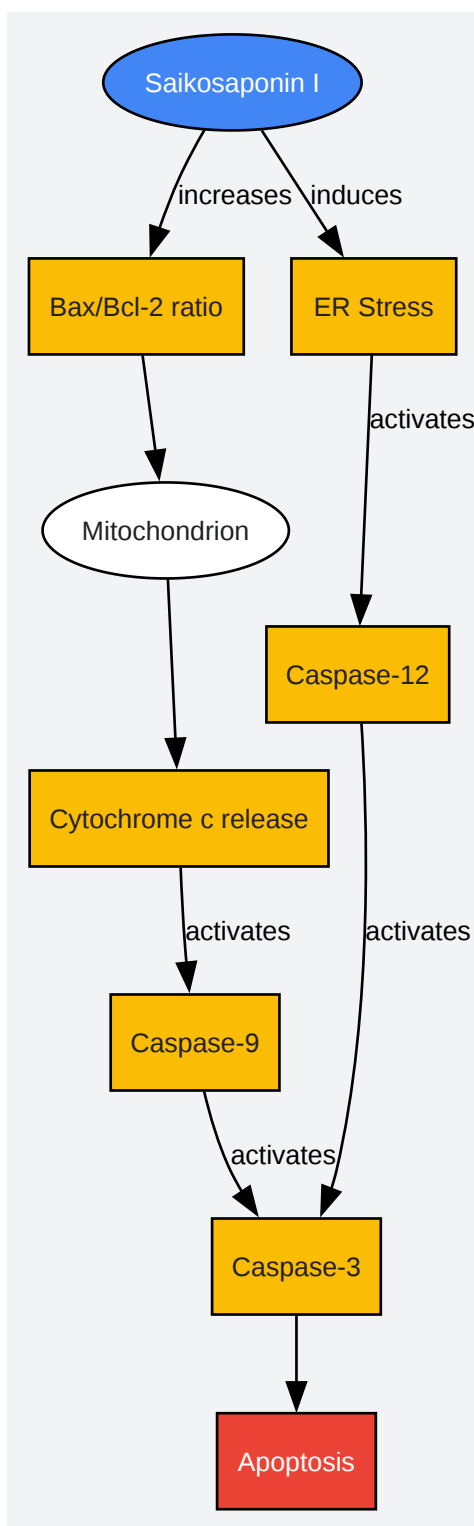 Saikosaponin I
increases
induces
Bax/Bcl-2 ratio
ER Stress
activates
Mitochondrion
Caspase-12
Cytochrome c release
activates
activates
Caspase-9
activates
Caspase-3
Apoptosis